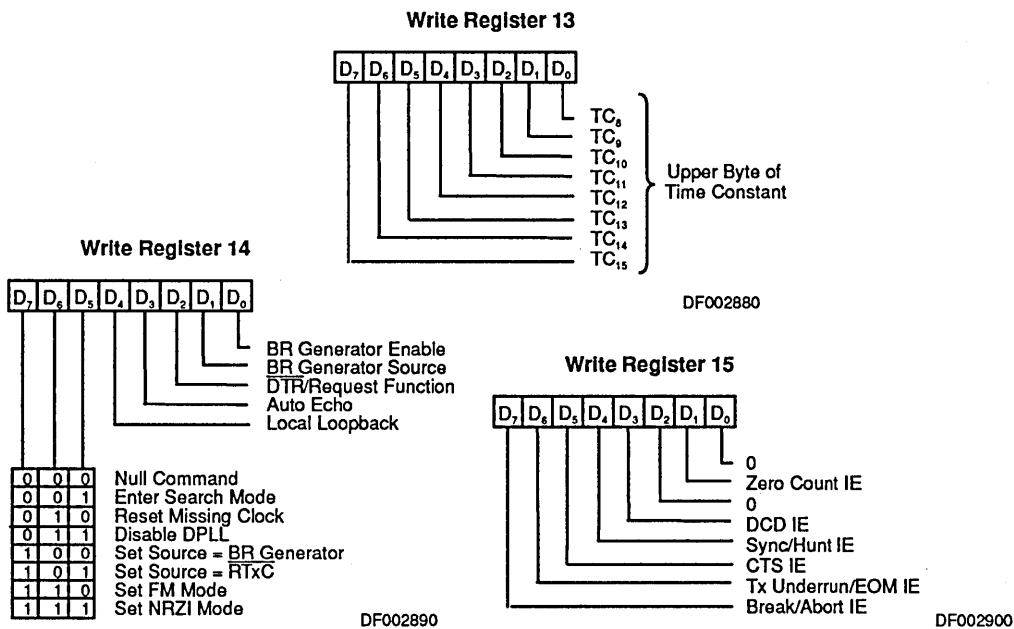 Write Register 13
D₇ D₆ D₅ D₄ D₃ D₂ D₁ D₀
TC₈
TC₉
TC₁₀
TC₁₁
TC₁₂
TC₁₃
TC₁₄
TC₁₅
Upper Byte of
Time Constant
DF002880
Write Register 14
D₇ D₆ D₅ D₄ D₃ D₂ D₁ D₀
BR Generator Enable
BR Generator Source
D̅T̅R̅/Request Function
Auto Echo
Local Loopback
0 0 0 Null Command
0 0 1 Enter Search Mode
0 1 0 Reset Missing Clock
0 1 1 Disable DPLL
1 0 0 Set Source = BR Generator
1 0 1 Set Source = R̅T̅x̅C̅
1 1 0 Set FM Mode
1 1 1 Set NRZI Mode
DF002890
Write Register 15
D₇ D₆ D₅ D₄ D₃ D₂ D₁ D₀
0
Zero Count IE
0
DCD IE
Sync/Hunt IE
CTS IE
Tx Underrun/EOM IE
Break/Abort IE
DF002900